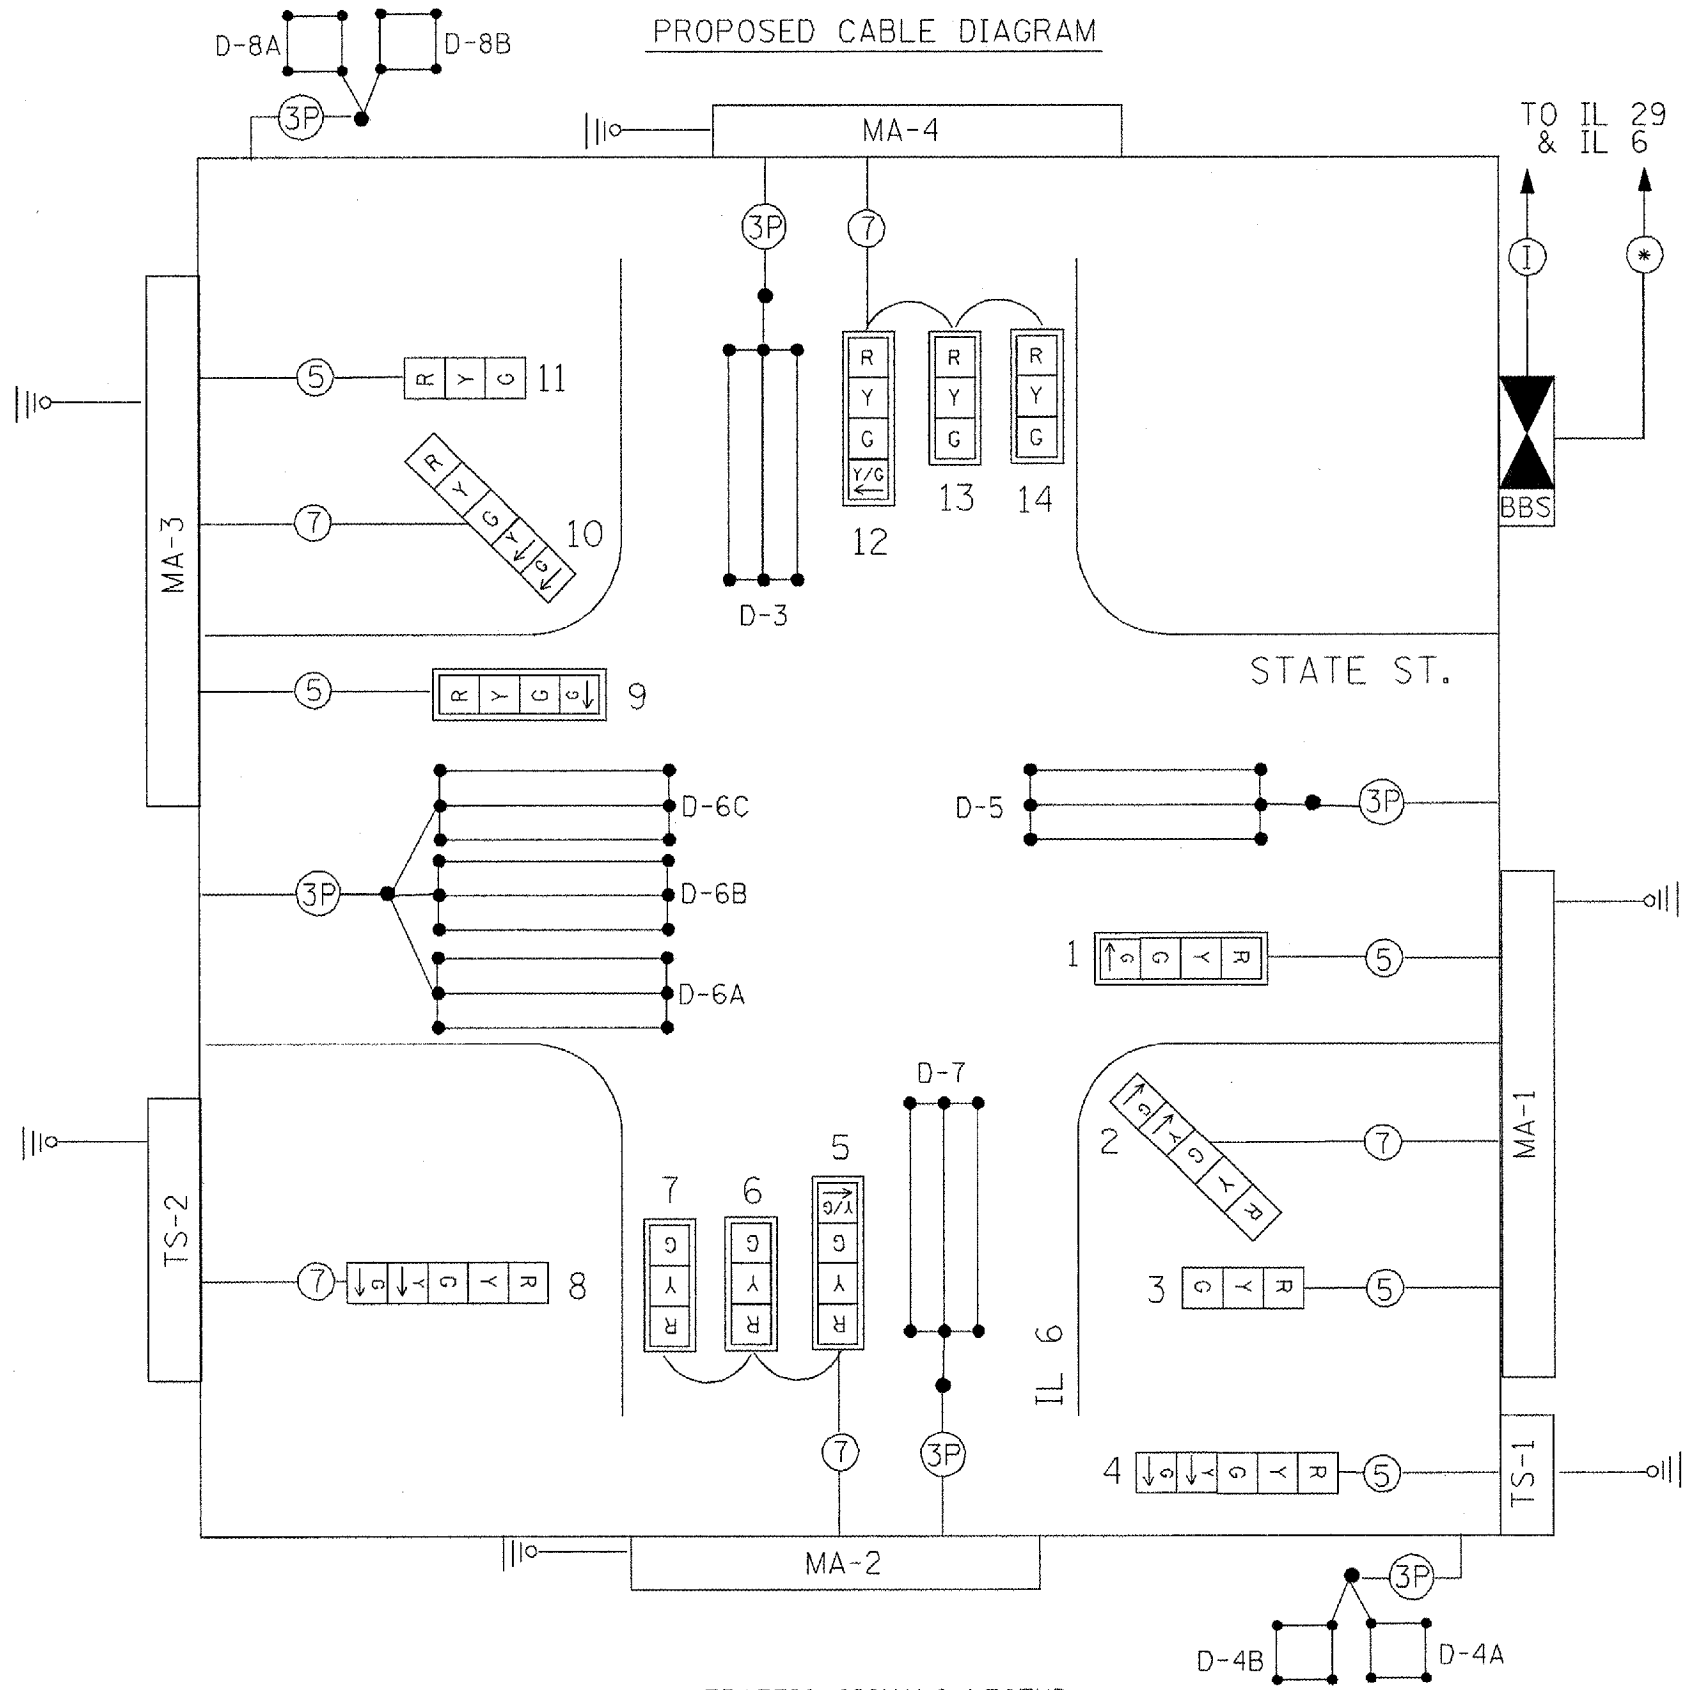 PROPOSED CABLE DIAGRAM
D-8A
D-8B
3P
MA-4
TO IL 29
& IL 6
3P
7
I
*
5
R Y G
11
MA-3
7
R Y G Y G
10
R
Y
G
Y/G
12
R
Y
G
13
R
Y
G
14
BBS
D-3
STATE ST.
5
R Y G G
9
D-6C
D-5
3P
3P
D-6B
D-6A
1
G G Y R
5
D-7
MA-1
2
G Y G Y R
7
TS-2
7
8
G Y G Y R
7
G
Y
R
6
G
Y
R
5
Y/G
G
Y
R
3
G Y R
5
IL 6
7
3P
4
G Y G Y R
5
TS-1
MA-2
3P
D-4B
D-4A